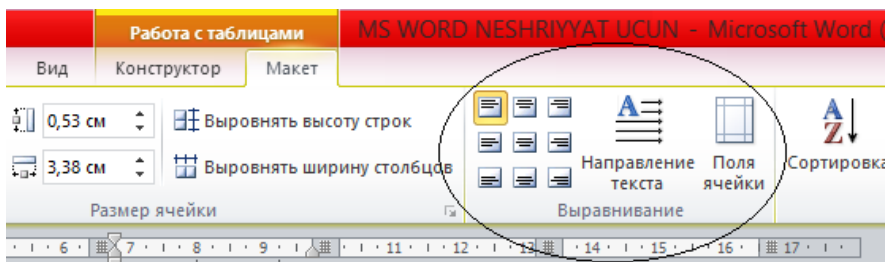 Работа с таблицами MS WORD NESHRIYYAT UCUN - Microsoft Word (
Вид Конструктор Макет
0,53 см Выровнять высоту строк
3,38 см Выровнять ширину столбцов
Направление текста
Поля ячейки
Сортировка
Размер ячейки Выравнивание
6 7 8 9 11 12 13 14 15 16 17